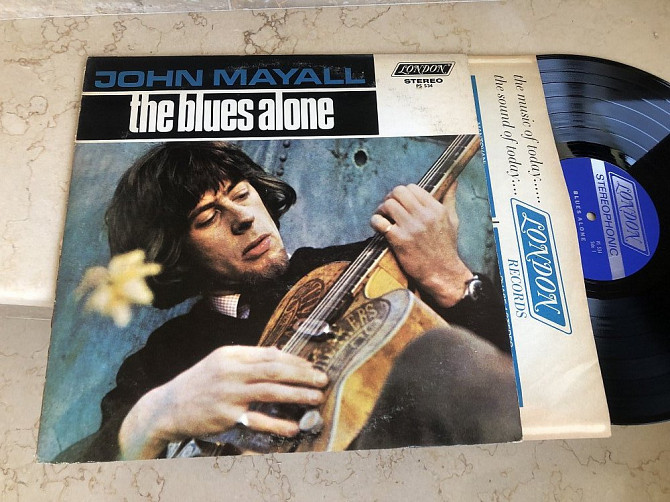 JOHN MAYALL
the blues alone
LONDON
STEREO
PS 534
the music of today.....
the sound of today.....
LONDON
RECORDS
LONDON
STEREOPHONIC
BLUES ALONE